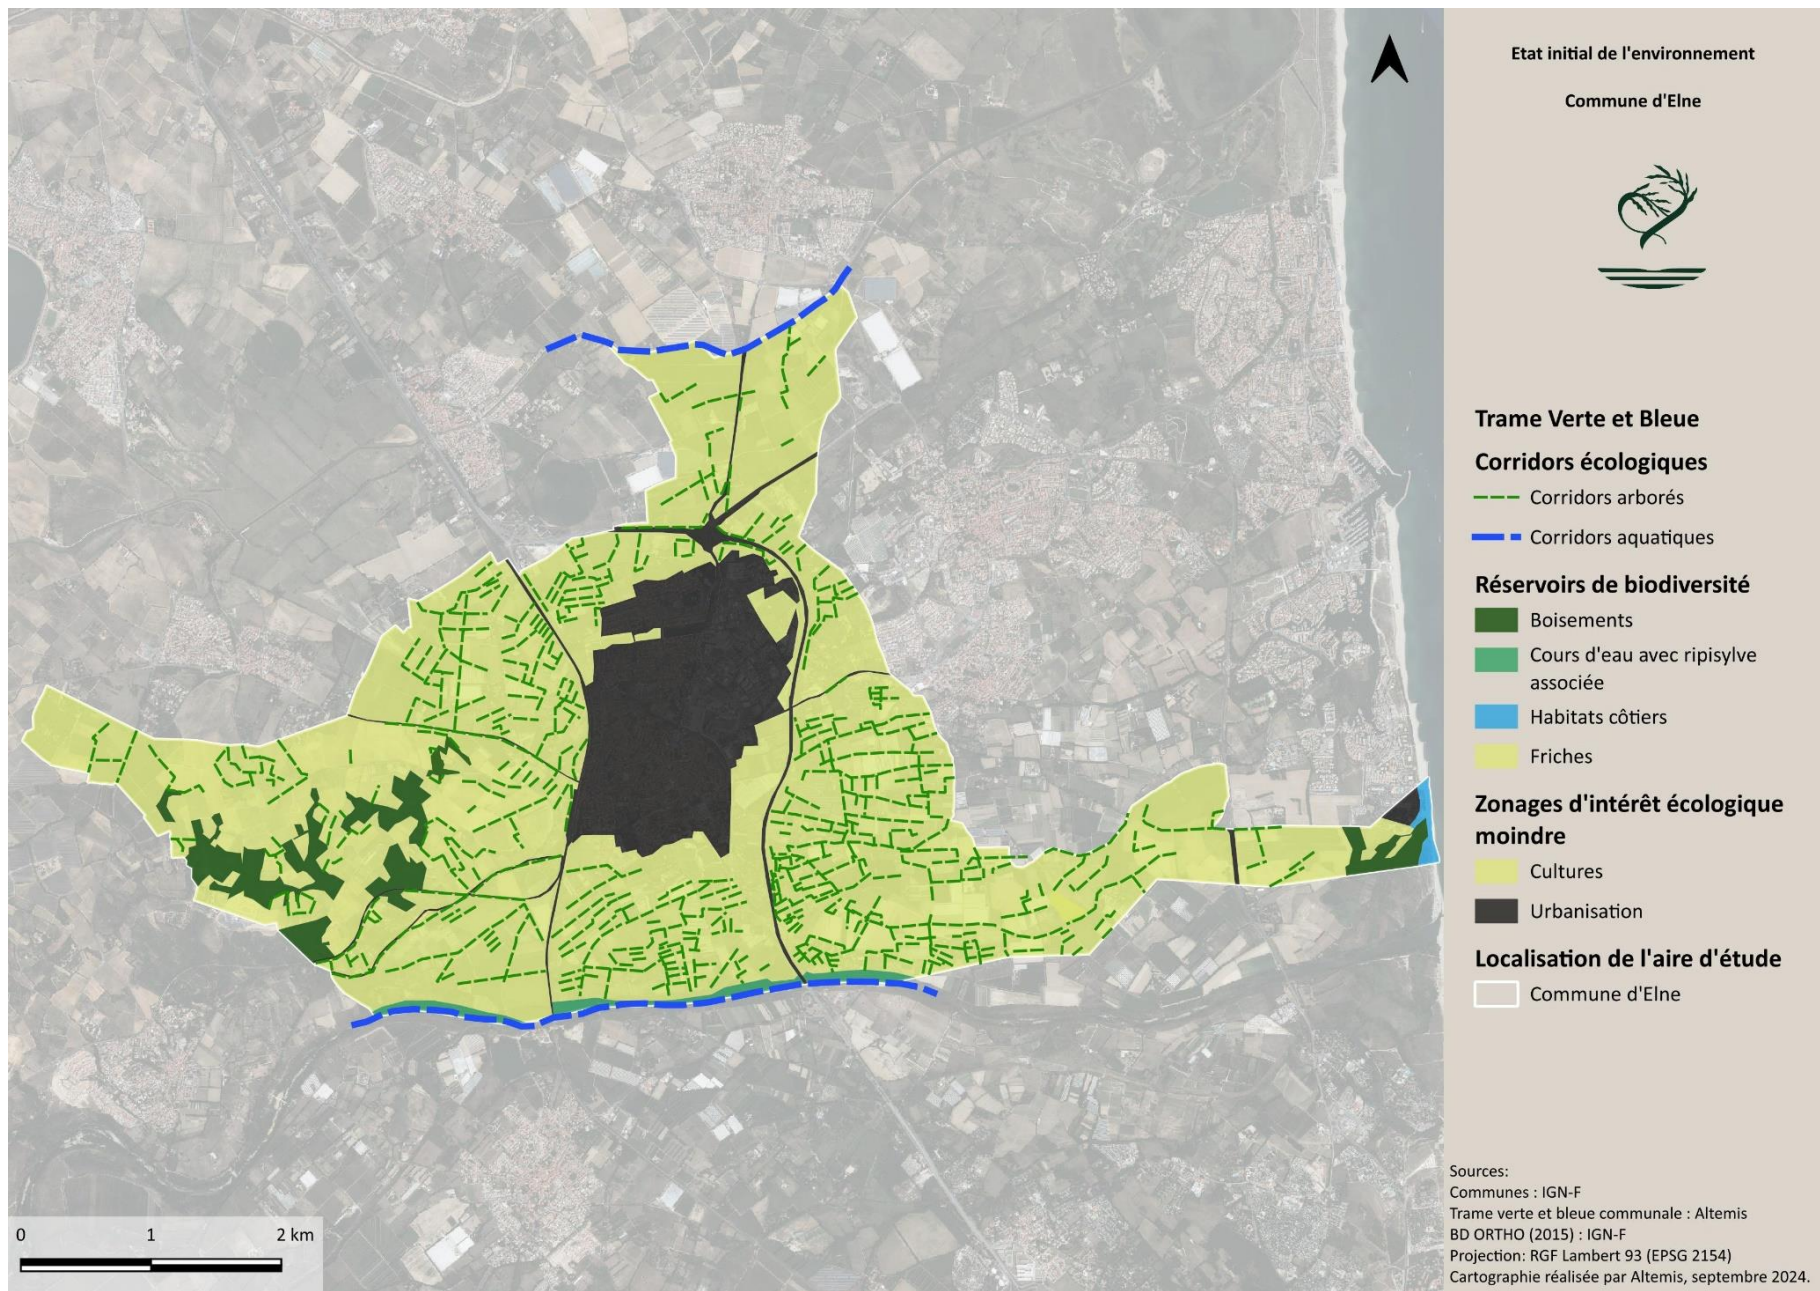 Etat initial de l'environnement
Commune d'Elne
Trame Verte et Bleue
Corridors écologiques
Corridors arborés
Corridors aquatiques
Réservoirs de biodiversité
Boisements
Cours d'eau avec ripisylve
associée
Habitats côtiers
Friches
Zonages d'intérêt écologique
moindre
Cultures
Urbanisation
Localisation de l'aire d'étude
Commune d'Elne
Sources:
Communes : IGN-F
Trame verte et bleue communale : Altemis
BD ORTHO (2015) : IGN-F
Projection: RGF Lambert 93 (EPSG 2154)
Cartographie réalisée par Altemis, septembre 2024.
0 1 2 km